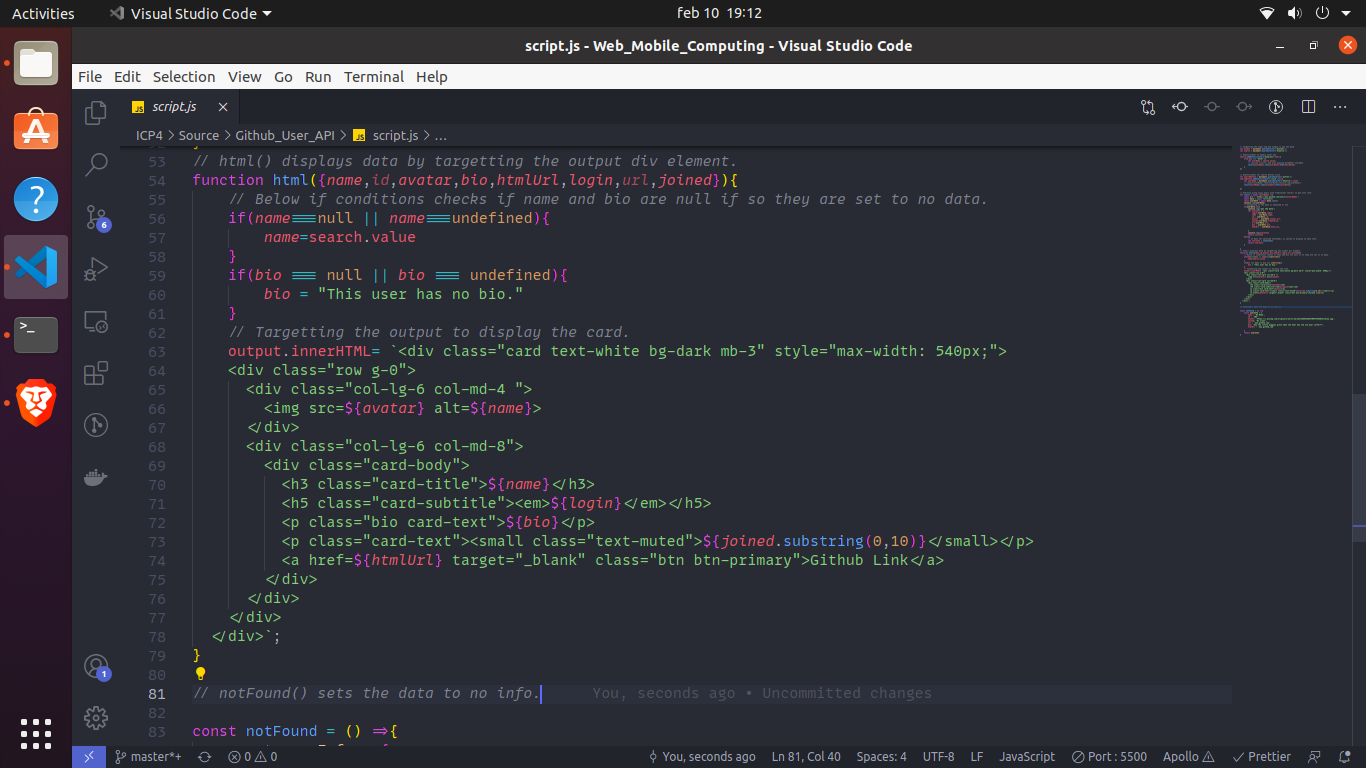 Activities
Visual Studio Code
feb 10 19:12
script.js - Web_Mobile_Computing - Visual Studio Code
File Edit Selection View Go Run Terminal Help
JS script.js
ICP4 > Source > Github_User_API > JS script.js > ...
53 // html() displays data by targetting the output div element.
54 function html({name,id,avatar,bio,htmlUrl,login,url,joined}){
55 // Below if conditions checks if name and bio are null if so they are set to no data.
56 if(name===null || name===undefined){
57 name=search.value
58 }
59 if(bio === null || bio === undefined){
60 bio = "This user has no bio."
61 }
62 // Targetting the output to display the card.
63 output.innerHTML= `<div class="card text-white bg-dark mb-3" style="max-width: 540px;">
64 <div class="row g-0">
65 <div class="col-lg-6 col-md-4 ">
66 <img src=${avatar} alt=${name}>
67 </div>
68 <div class="col-lg-6 col-md-8">
69 <div class="card-body">
70 <h3 class="card-title">${name}</h3>
71 <h5 class="card-subtitle"><em>${login}</em></h5>
72 <p class="bio card-text">${bio}</p>
73 <p class="card-text"><small class="text-muted">${joined.substring(0,10)}</small></p>
74 <a href=${htmlUrl} target="_blank" class="btn btn-primary">Github Link</a>
75 </div>
76 </div>
77 </div>
78 </div>`;
79 }
80
81 // notFound() sets the data to no info. You, seconds ago • Uncommitted changes
82
83 const notFound = () =>{
6
1
master*+ 0 0 You, seconds ago Ln 81, Col 40 Spaces: 4 UTF-8 LF JavaScript Port : 5500 Apollo Prettier